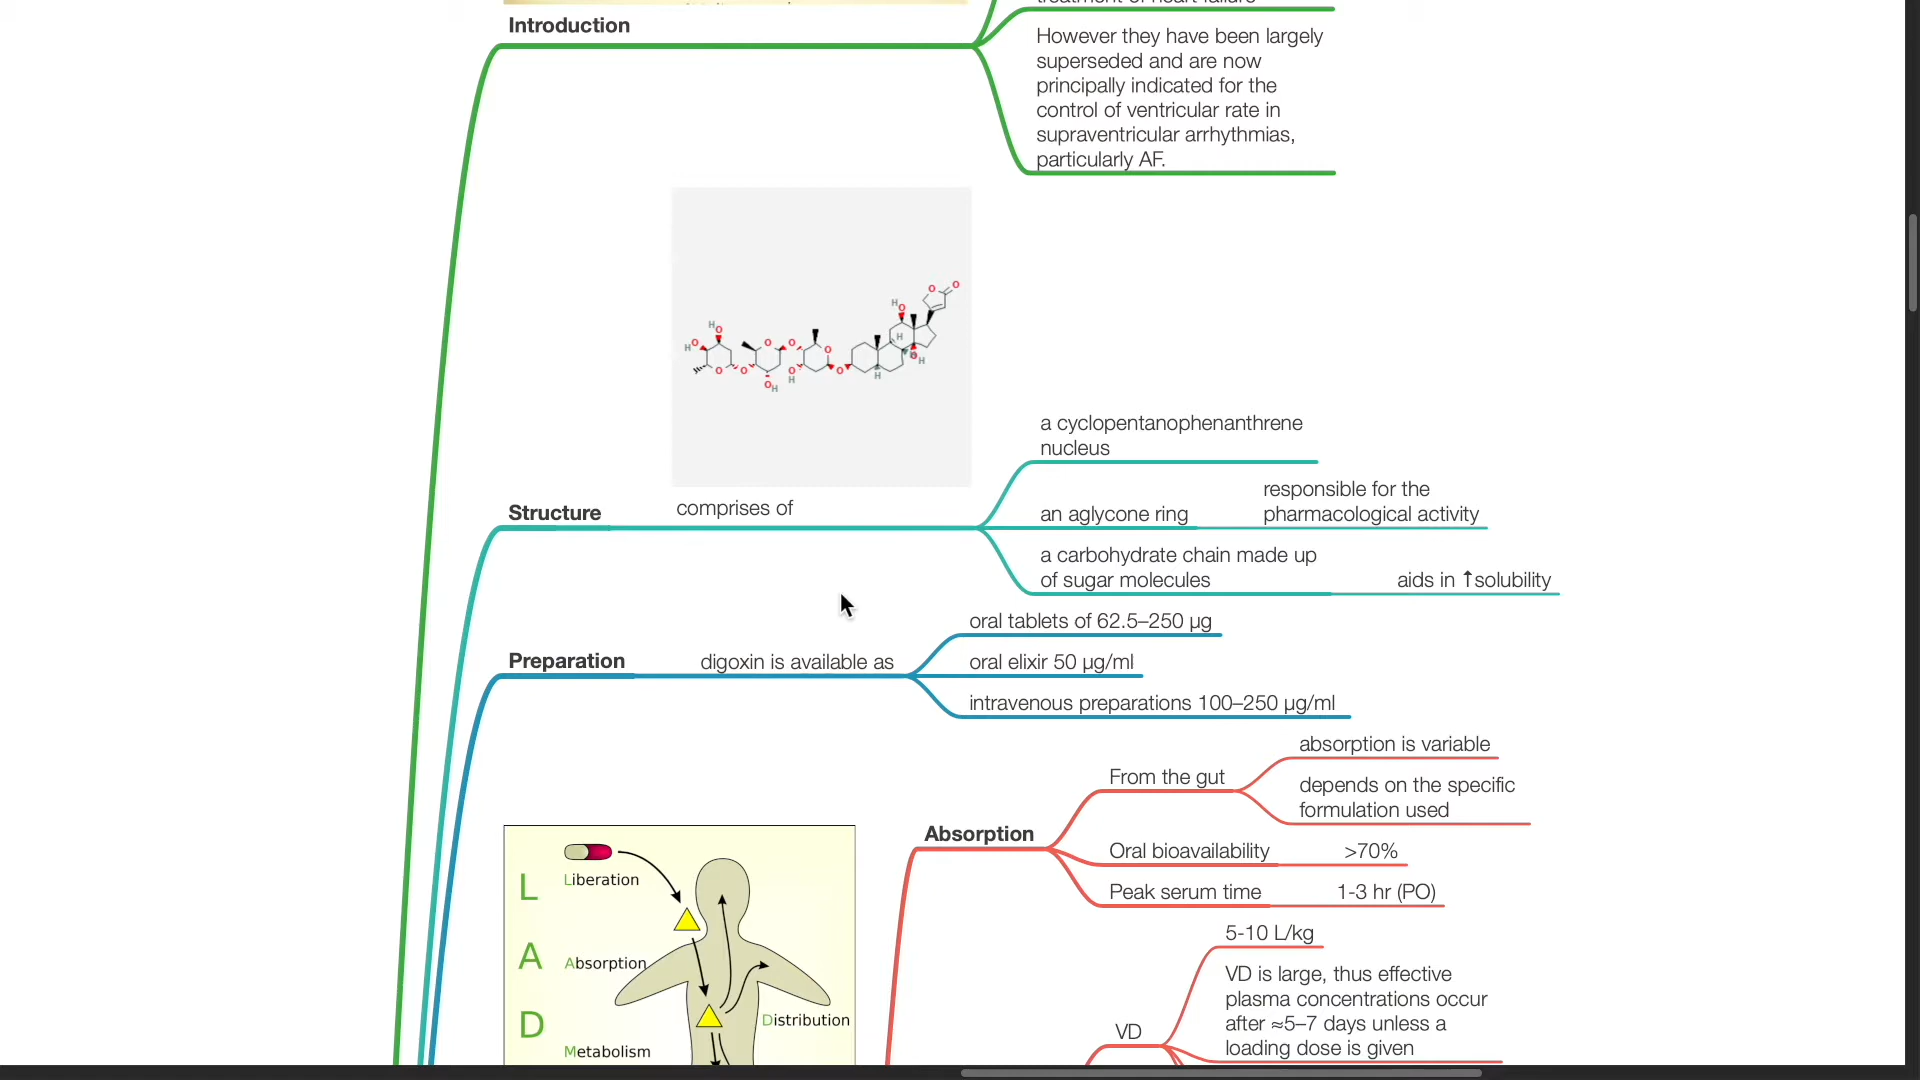 treatment of heart failure
Introduction
However they have been largely
superseded and are now
principally indicated for the
control of ventricular rate in
supraventricular arrhythmias,
particularly AF.
a cyclopentanophenanthrene
nucleus
Structure
comprises of
an aglycone ring
responsible for the
pharmacological activity
a carbohydrate chain made up
of sugar molecules
aids in ↑solubility
Preparation
digoxin is available as
oral tablets of 62.5–250 µg
oral elixir 50 µg/ml
intravenous preparations 100–250 µg/ml
L
Liberation
A
Absorption
D
Distribution
Metabolism
Absorption
From the gut
absorption is variable
depends on the specific
formulation used
Oral bioavailability
>70%
Peak serum time
1-3 hr (PO)
VD
5-10 L/kg
VD is large, thus effective
plasma concentrations occur
after ≈5–7 days unless a
loading dose is given